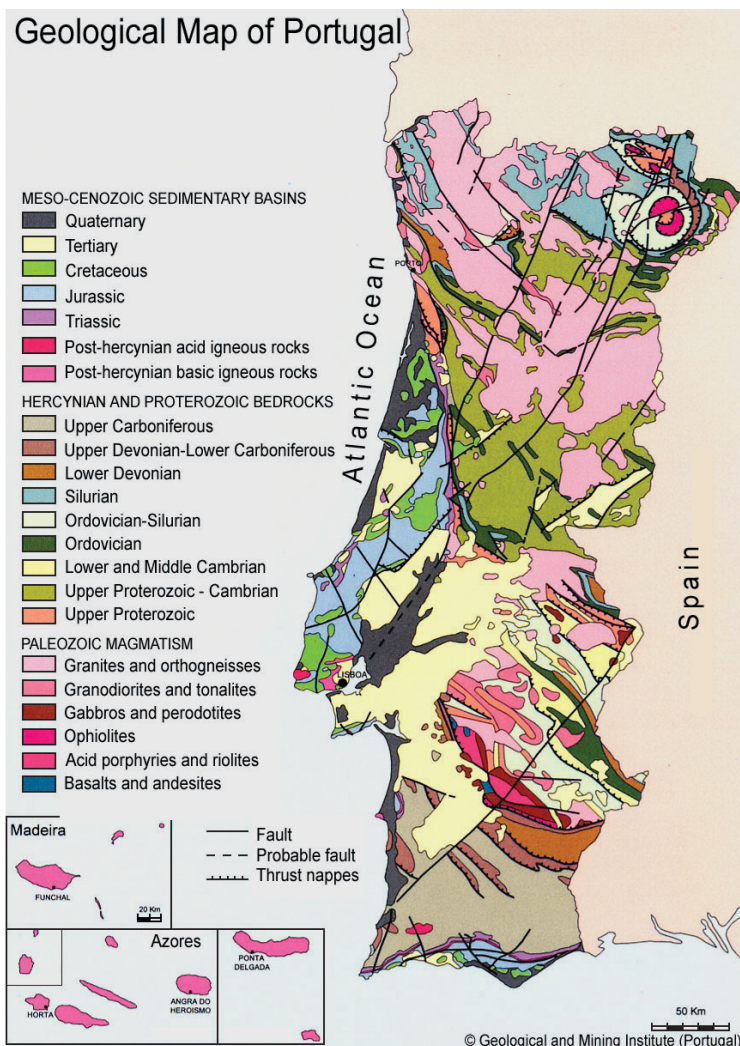 Geological Map of Portugal
MESO-CENOZOIC SEDIMENTARY BASINS
Quaternary
Tertiary
Cretaceous
Jurassic
Triassic
Post-hercynian acid igneous rocks
Post-hercynian basic igneous rocks
HERCYNIAN AND PROTEROZOIC BEDROCKS
Upper Carboniferous
Upper Devonian-Lower Carboniferous
Lower Devonian
Silurian
Ordovician-Silurian
Ordovician
Lower and Middle Cambrian
Upper Proterozoic - Cambrian
Upper Proterozoic
PALEOZOIC MAGMATISM
Granites and orthogneisses
Granodiorites and tonalites
Gabbros and perodotites
Ophiolites
Acid porphyries and riolites
Basalts and andesites
Atlantic Ocean
PORTO
LISBOA
Spain
Fault
Probable fault
Thrust nappes
Madeira
FUNCHAL
20 Km
Azores
HORTA
ANGRA DO
HEROISMO
PONTA
DELGADA
50 Km
© Geological and Mining Institute (Portugal)